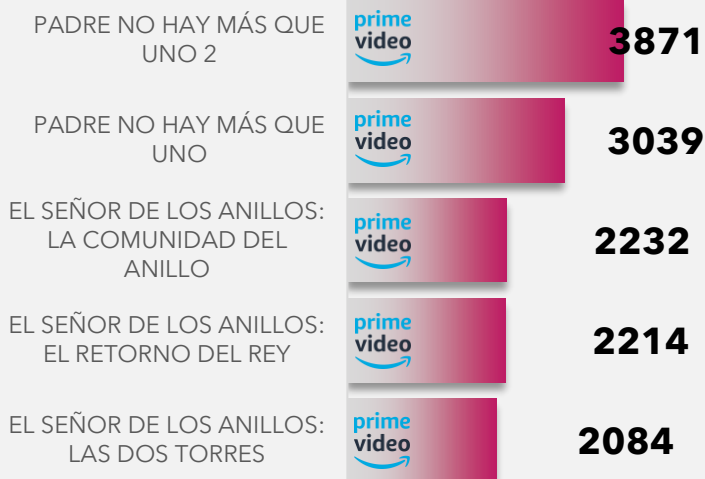 PADRE NO HAY MÁS QUE
UNO 2
prime
video
3871
PADRE NO HAY MÁS QUE
UNO
prime
video
3039
EL SEÑOR DE LOS ANILLOS:
LA COMUNIDAD DEL
ANILLO
prime
video
2232
EL SEÑOR DE LOS ANILLOS:
EL RETORNO DEL REY
prime
video
2214
EL SEÑOR DE LOS ANILLOS:
LAS DOS TORRES
prime
video
2084